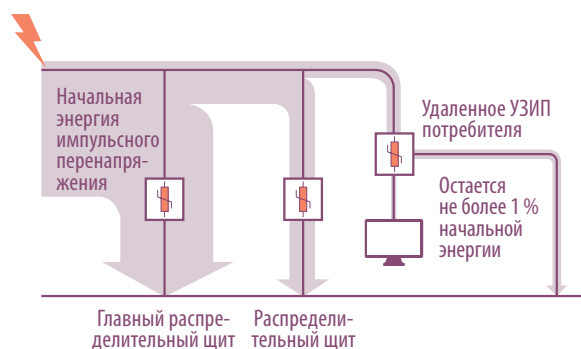 Начальная
энергия
импульсного
перенапря-
жения
Удаленное УЗИП
потребителя
Остается
не более 1 %
начальной
энергии
Главный распре-
делительный щит
Распредели-
тельный щит